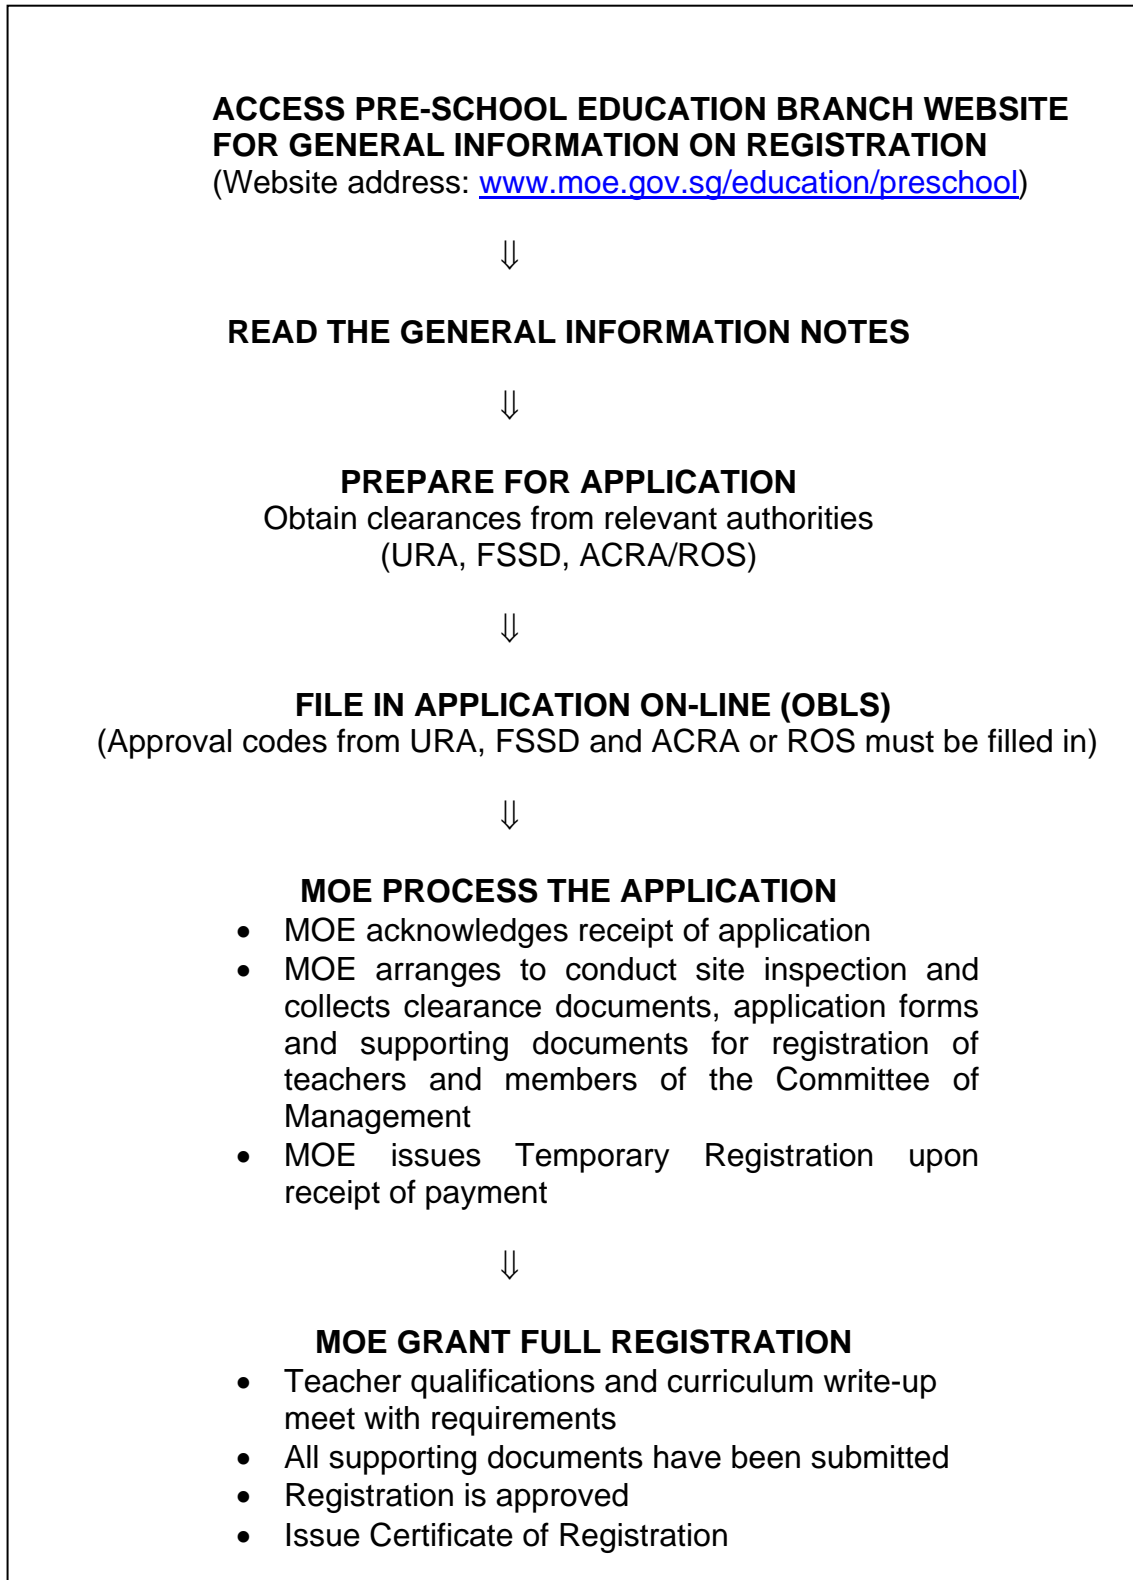 ACCESS PRE-SCHOOL EDUCATION BRANCH WEBSITE
FOR GENERAL INFORMATION ON REGISTRATION
(Website address: www.moe.gov.sg/education/preschool)
⇓
READ THE GENERAL INFORMATION NOTES
⇓
PREPARE FOR APPLICATION
Obtain clearances from relevant authorities
(URA, FSSD, ACRA/ROS)
⇓
FILE IN APPLICATION ON-LINE (OBLS)
(Approval codes from URA, FSSD and ACRA or ROS must be filled in)
⇓
MOE PROCESS THE APPLICATION
• MOE acknowledges receipt of application
• MOE arranges to conduct site inspection and
collects clearance documents, application forms
and supporting documents for registration of
teachers and members of the Committee of
Management
• MOE issues Temporary Registration upon
receipt of payment
⇓
MOE GRANT FULL REGISTRATION
• Teacher qualifications and curriculum write-up
meet with requirements
• All supporting documents have been submitted
• Registration is approved
• Issue Certificate of Registration